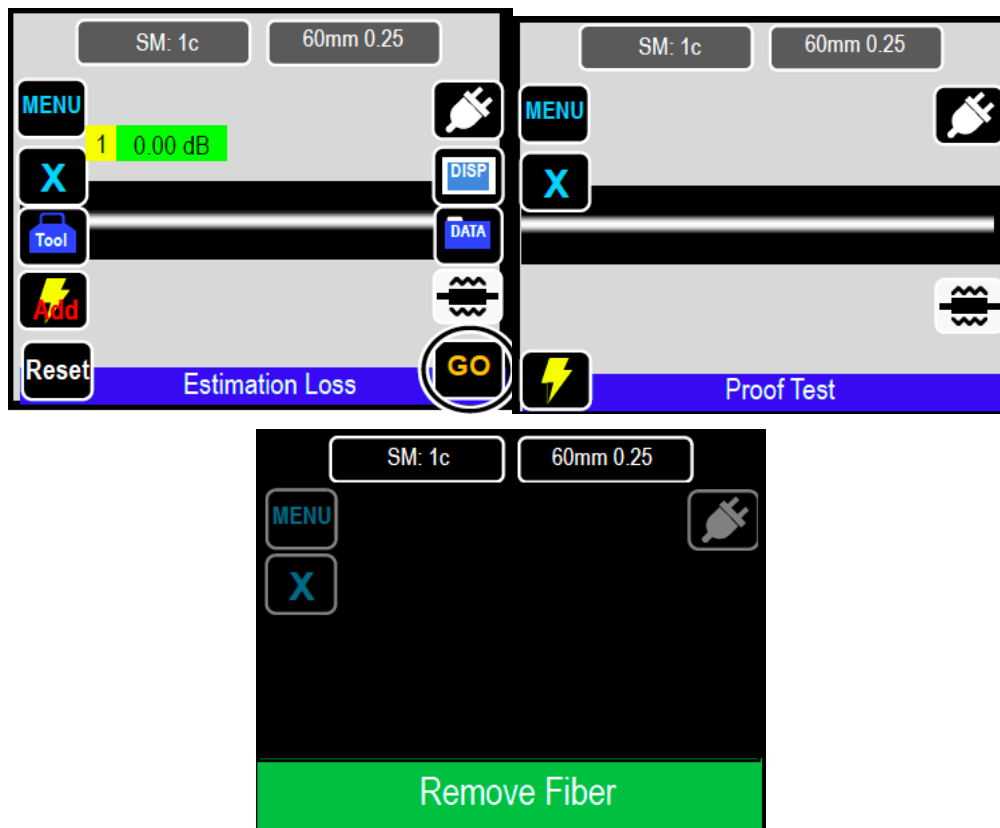 SM: 1c
60mm 0.25
MENU
1 0.00 dB
X
DISP
Tool
DATA
Add
Reset
GO
Estimation Loss
SM: 1c
60mm 0.25
MENU
X
Proof Test
SM: 1c
60mm 0.25
MENU
X
Remove Fiber